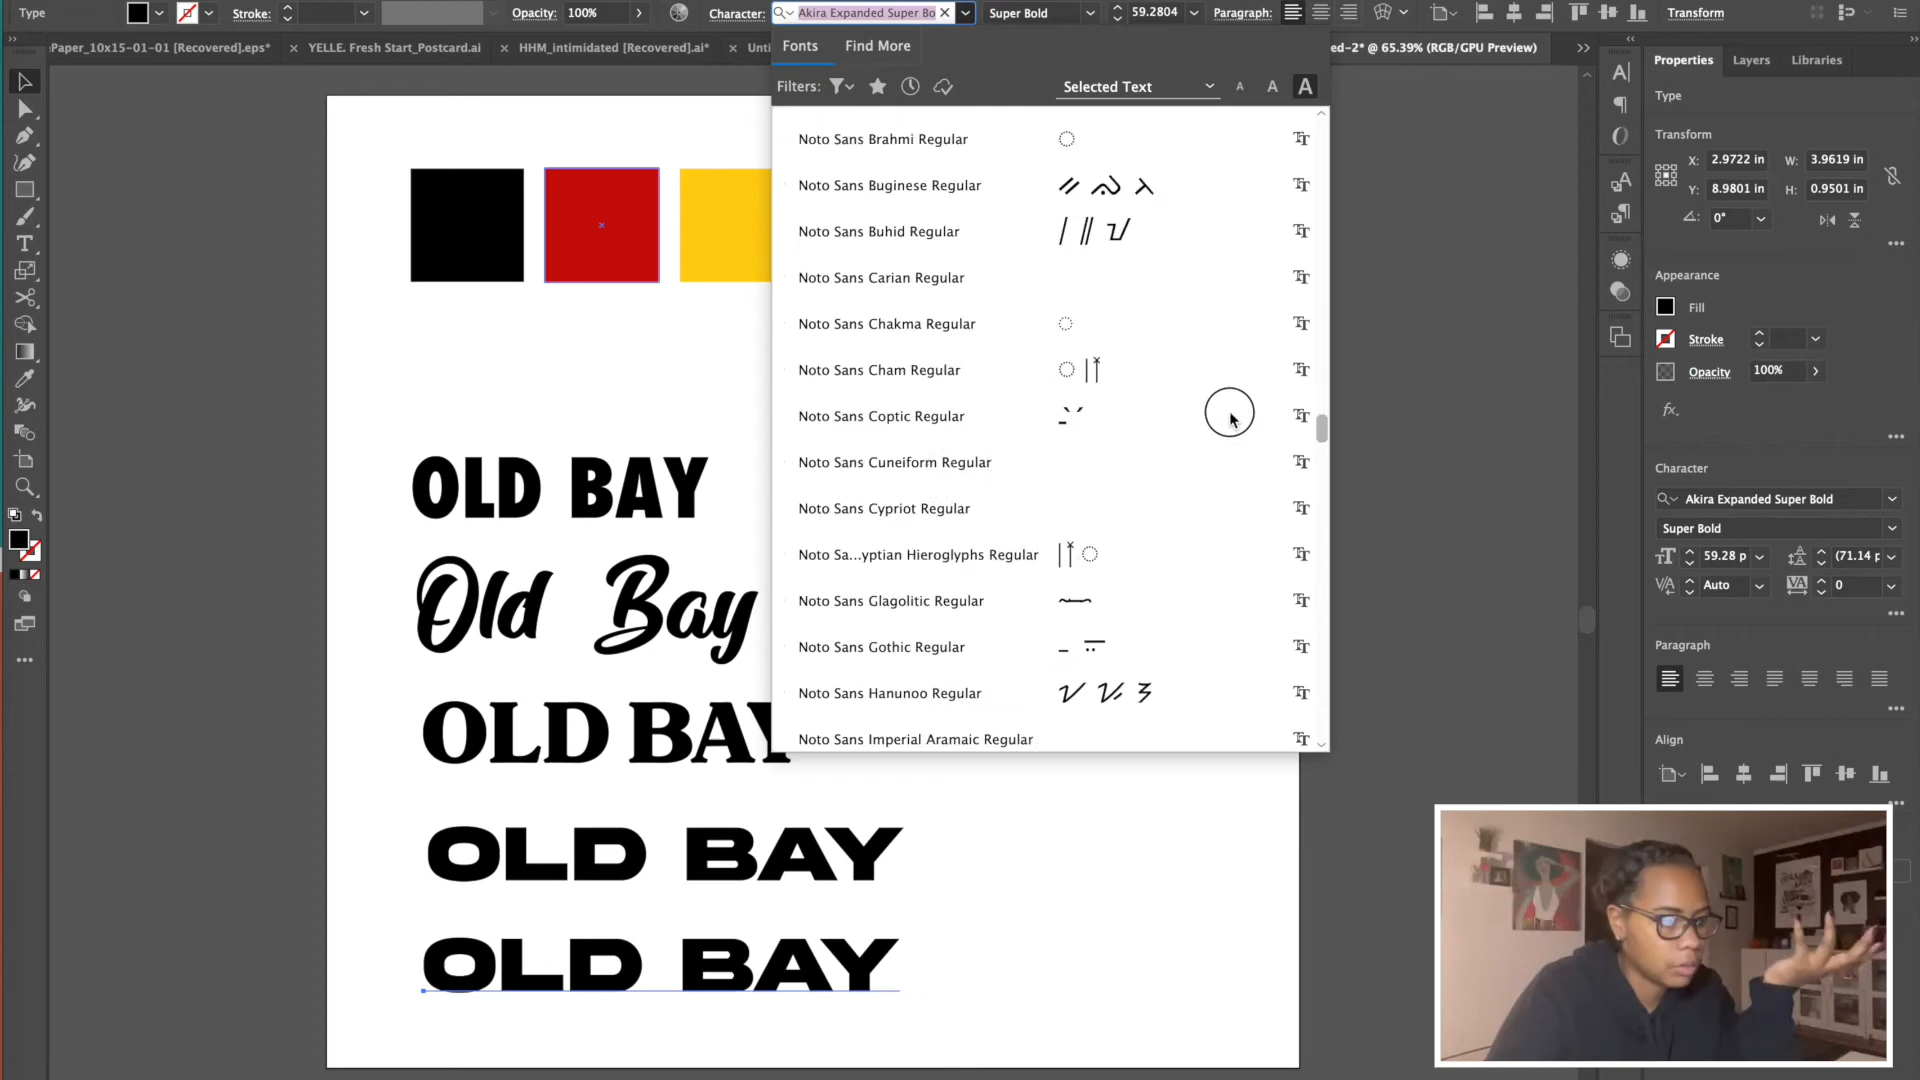 Type
Stroke:
Opacity: 100%
Character: Akira Expanded Super Bo
Super Bold
59.2804
Paragraph:
Transform
Paper_10x15-01-01 [Recovered].eps*
YELLE. Fresh Start_Postcard.ai
HHM_intimidated [Recovered].ai*
Unti
ed-2* @ 65.39% (RGB/GPU Preview)
Fonts
Find More
Filters:
Selected Text
A A A
Noto Sans Brahmi Regular
Noto Sans Buginese Regular
Noto Sans Buhid Regular
Noto Sans Carian Regular
Noto Sans Chakma Regular
Noto Sans Cham Regular
Noto Sans Coptic Regular
Noto Sans Cuneiform Regular
Noto Sans Cypriot Regular
Noto Sa...yptian Hieroglyphs Regular
Noto Sans Glagolitic Regular
Noto Sans Gothic Regular
Noto Sans Hanunoo Regular
Noto Sans Imperial Aramaic Regular
OLD BAY
Old Bay
OLD BAY
OLD BAY
OLD BAY
Properties
Layers
Libraries
Type
Transform
X: 2.9722 in
W: 3.9619 in
Y: 8.9801 in
H: 0.9501 in
0°
Appearance
Fill
Stroke
Opacity 100%
fx.
Character
Akira Expanded Super Bold
Super Bold
59.28 p
(71.14 p
Auto
0
Paragraph
Align